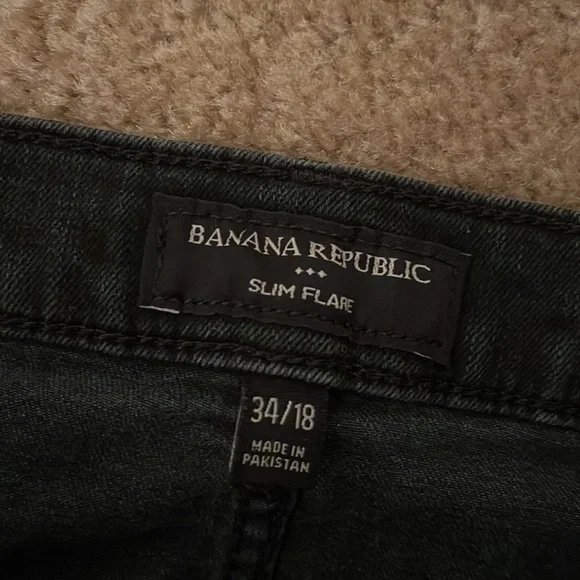 BANANA REPUBLIC
SLIM FLARE
34/18
MADE IN
PAKISTAN